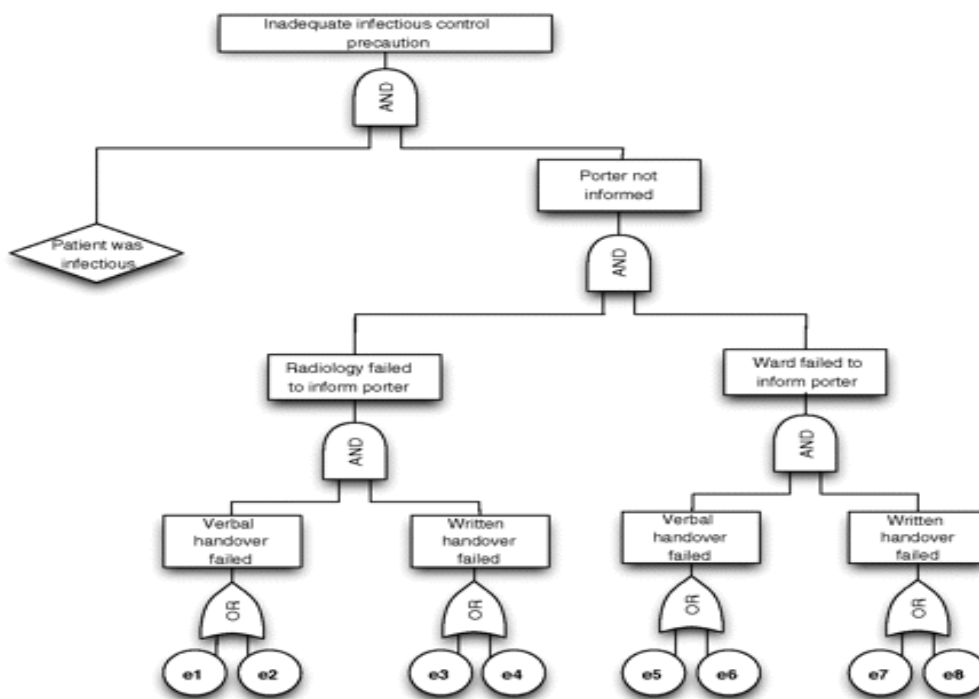 Inadequate infectious control
precaution
AND
Porter not
informed
Patient was
infectious
AND
Radiology failed
to inform porter
Ward failed to
inform porter
AND
AND
Verbal
handover
failed
Written
handover
failed
Verbal
handover
failed
Written
handover
failed
OR
OR
OR
OR
e1
e2
e3
e4
e5
e6
e7
e8